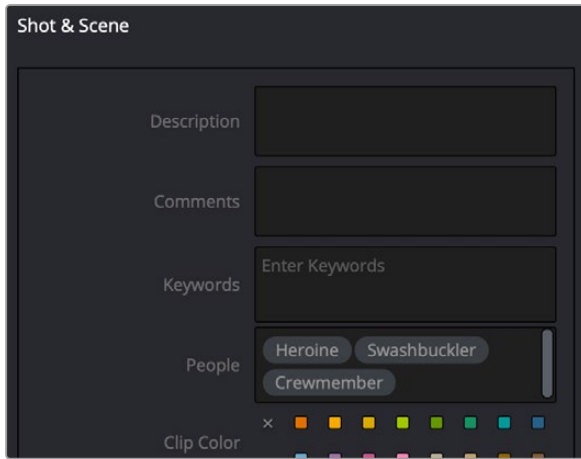 Shot & Scene
Description
Comments
Enter Keywords
Keywords
People
Heroine Swashbuckler
Crewmember
Clip Color